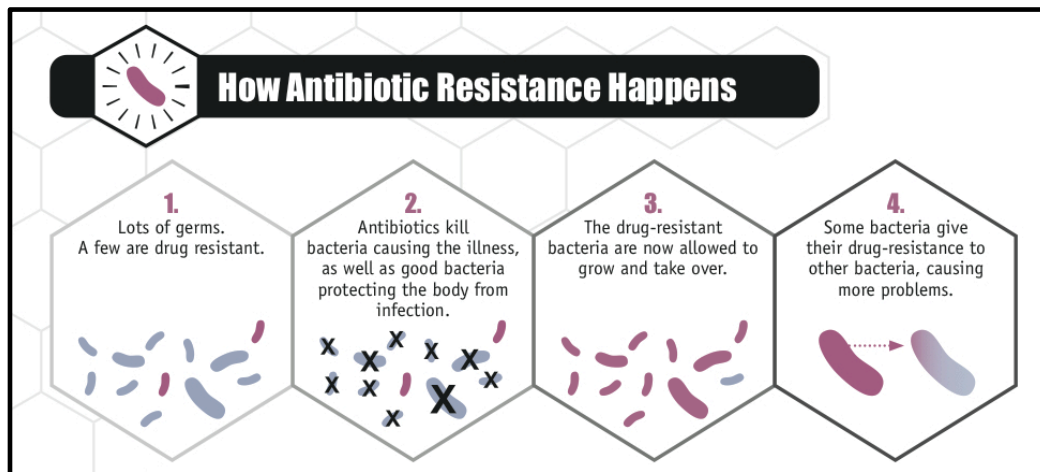 How Antibiotic Resistance Happens
1.
Lots of germs.
A few are drug resistant.
2.
Antibiotics kill
bacteria causing the illness,
as well as good bacteria
protecting the body from
infection.
3.
The drug-resistant
bacteria are now allowed to
grow and take over.
4.
Some bacteria give
their drug-resistance to
other bacteria, causing
more problems.